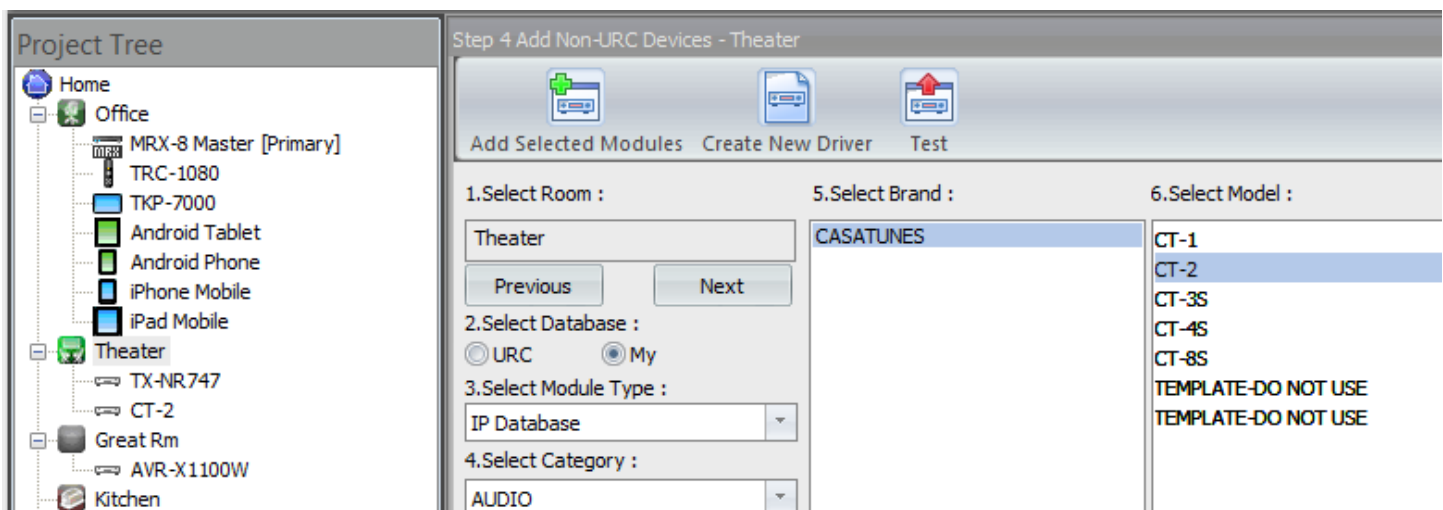 Project Tree
Home
Office
MRX-8 Master [Primary]
TRC-1080
TKP-7000
Android Tablet
Android Phone
iPhone Mobile
iPad Mobile
Theater
TX-NR747
CT-2
Great Rm
AVR-X1100W
Kitchen
Step 4 Add Non-URC Devices - Theater
Add Selected Modules Create New Driver Test
1.Select Room :
Theater
Previous Next
2.Select Database :
URC My
3.Select Module Type :
IP Database
4.Select Category :
AUDIO
5.Select Brand :
CASATUNES
6.Select Model :
CT-1
CT-2
CT-3S
CT-4S
CT-8S
TEMPLATE-DO NOT USE
TEMPLATE-DO NOT USE